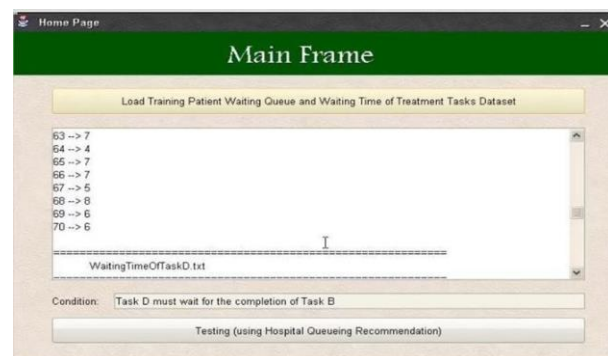 Home Page
Main Frame
Load Training Patient Waiting Queue and Waiting Time of Treatment Tasks Dataset
63 --> 7
64 --> 4
65 --> 7
66 --> 7
67 --> 5
68 --> 8
69 --> 6
70 --> 6
WaitingTimeOfTaskD.txt
Condition: Task D must wait for the completion of Task B
Testing (using Hospital Queueing Recommendation)